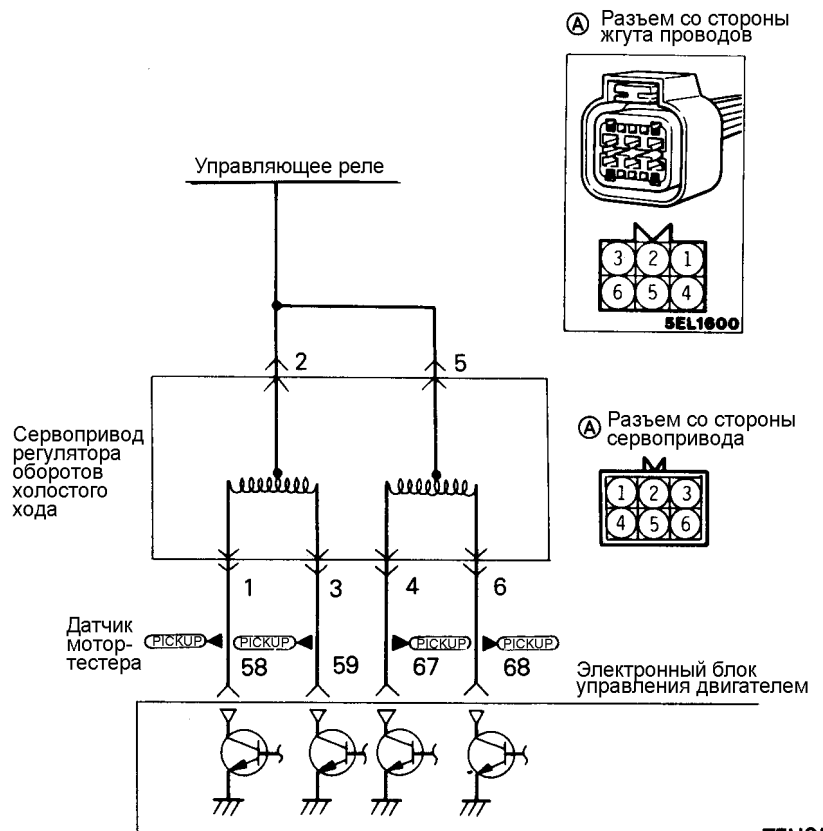 Ⓐ Разъем со стороны
жгута проводов
3 2 1
6 5 4
5EL1600
Управляющее реле
2 5
Сервопривод
регулятора
оборотов
холостого
хода
Ⓐ Разъем со стороны
сервопривода
1 2 3
4 5 6
1 3 4 6
Датчик
мотор-
тестера
PICKUP PICKUP PICKUP PICKUP
58 59 67 68
Электронный блок
управления двигателем